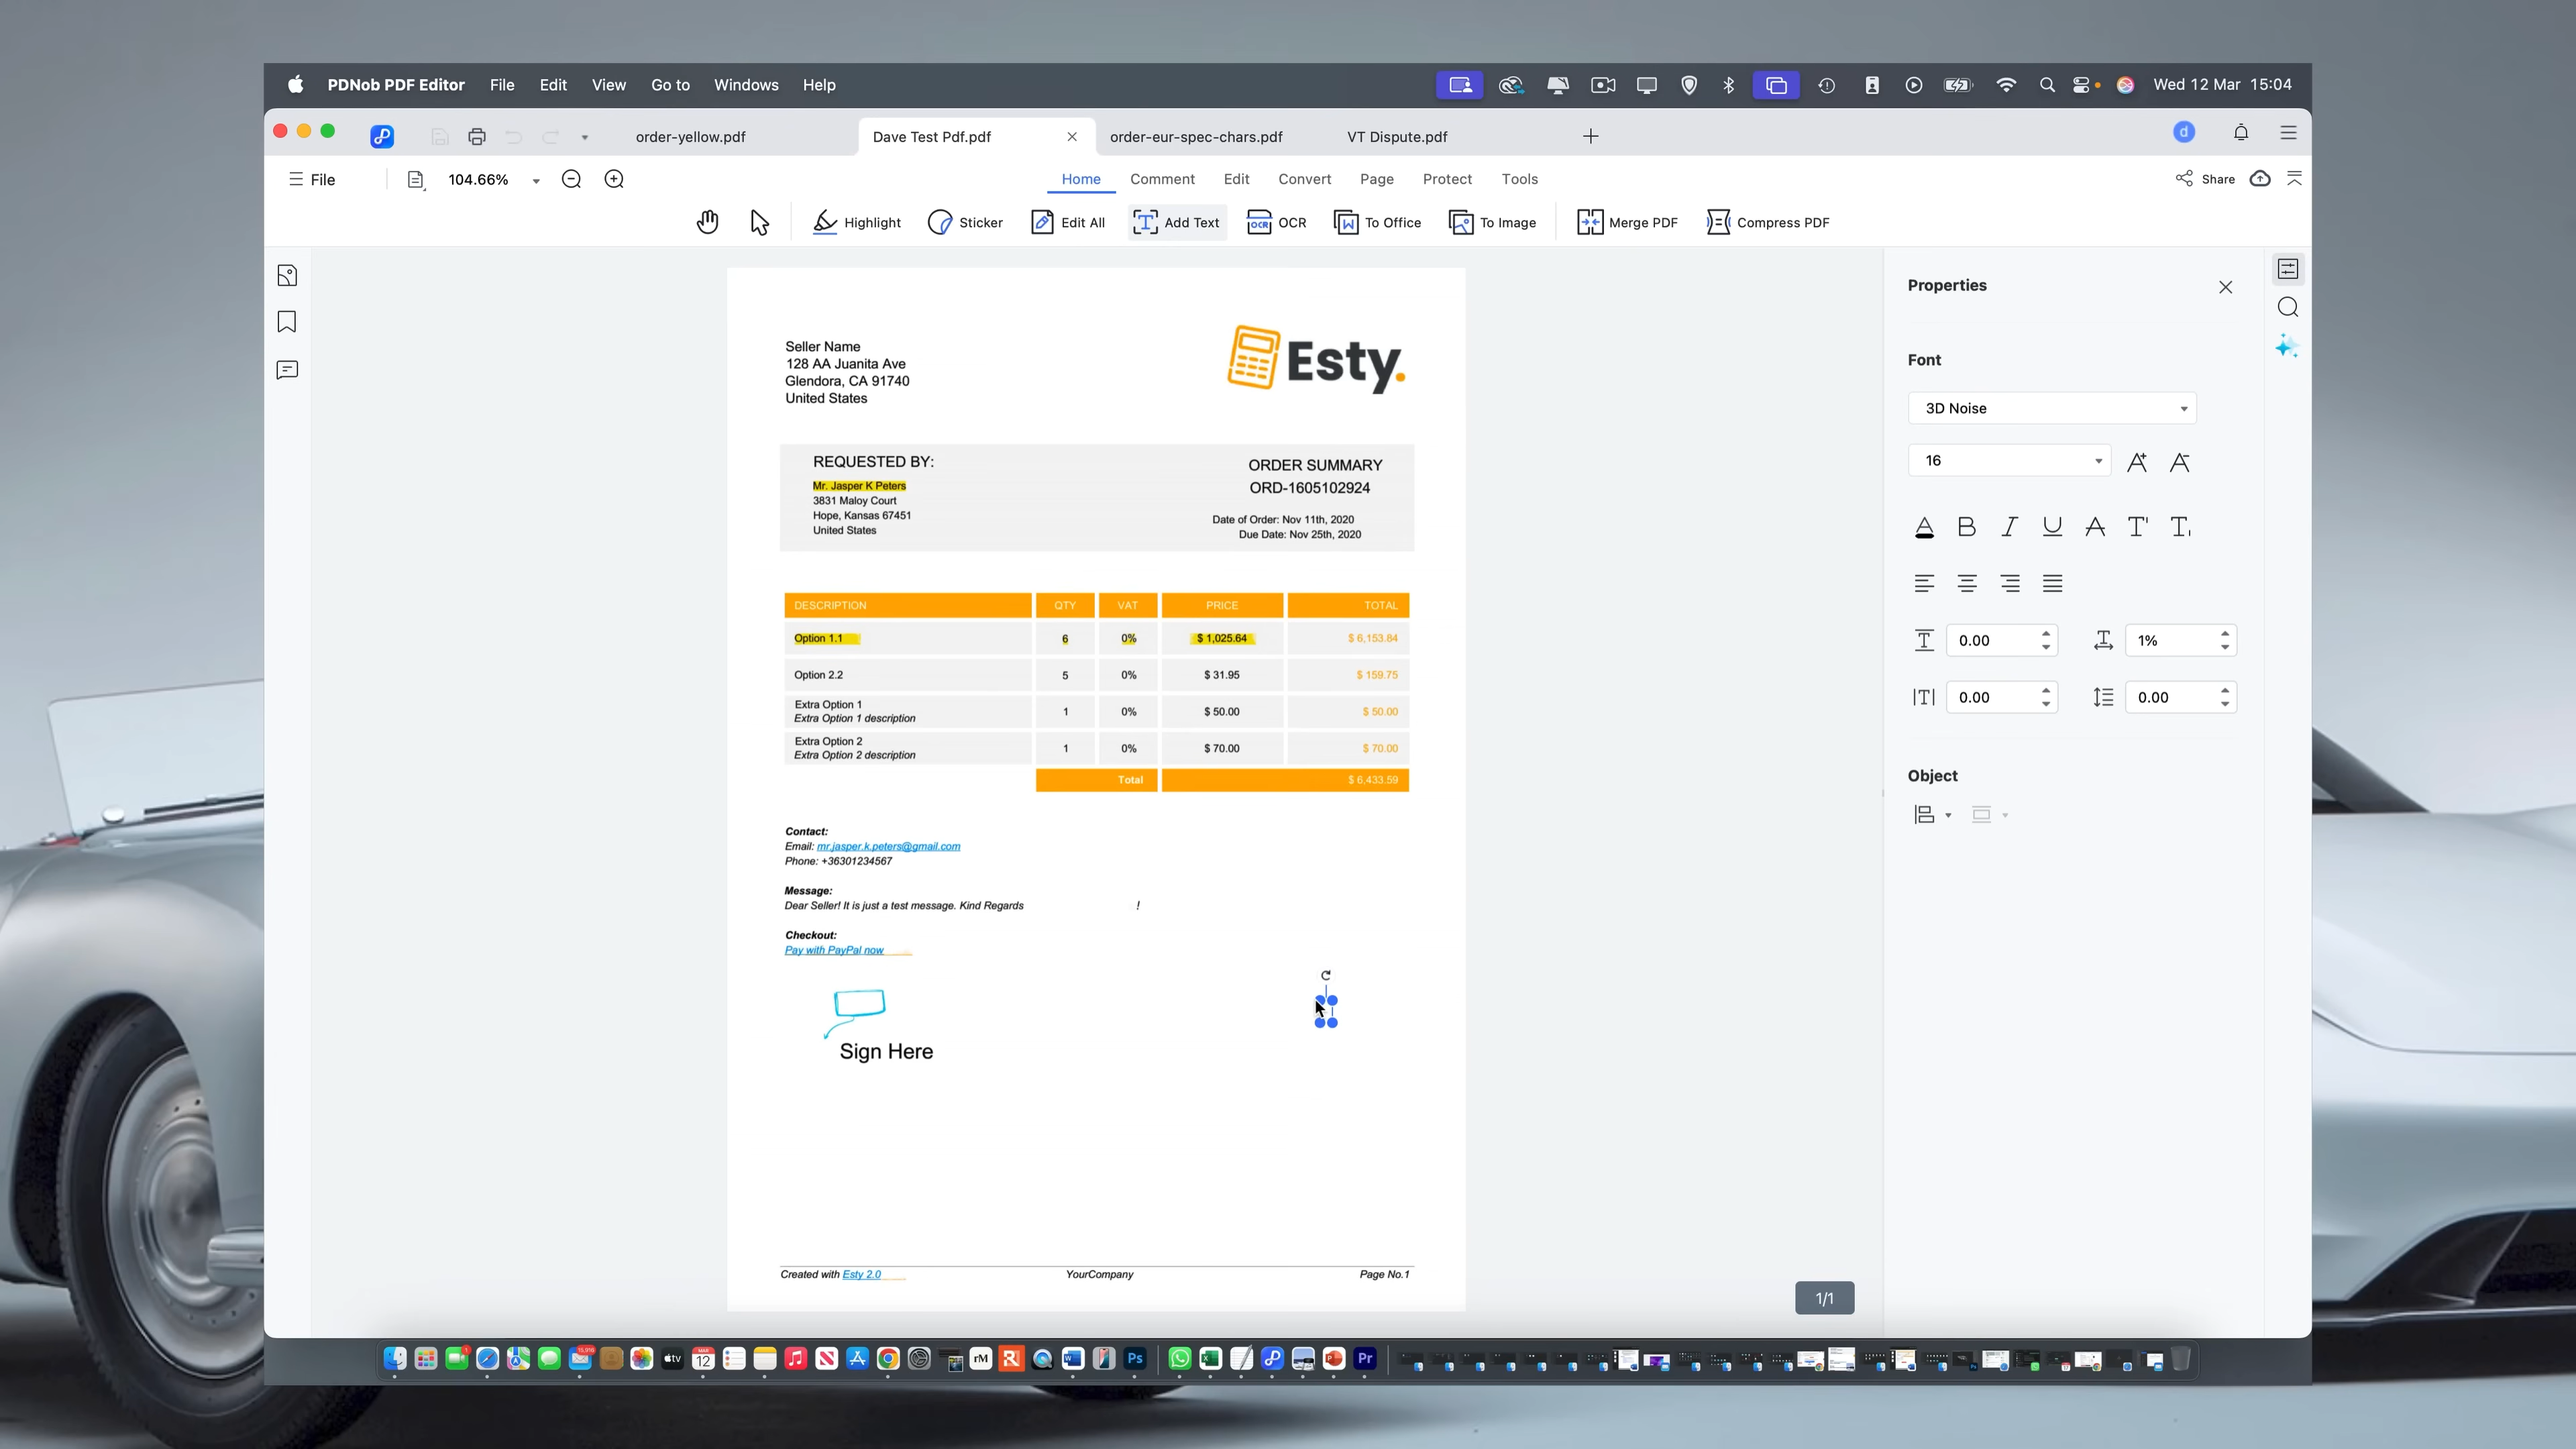 PDNob PDF Editor File Edit View Go to Windows Help
Wed 12 Mar 15:04
order-yellow.pdf
Dave Test Pdf.pdf
order-eur-spec-chars.pdf
VT Dispute.pdf
d
File
104.66%
Home Comment Edit Convert Page Protect Tools
Share
Highlight Sticker Edit All Add Text OCR To Office To Image Merge PDF Compress PDF
Seller Name
128 AA Juanita Ave
Glendora, CA 91740
United States
Esty.
REQUESTED BY:
Mr. Jasper K Peters
3831 Maloy Court
Hope, Kansas 67451
United States
ORDER SUMMARY
ORD-1605102924
Date of Order: Nov 11th, 2020
Due Date: Nov 25th, 2020
DESCRIPTION QTY VAT PRICE TOTAL
Option 1.1 6 0% $ 1,025.64 $ 6,153.84
Option 2.2 5 0% $ 31.95 $ 159.75
Extra Option 1
Extra Option 1 description
1 0% $ 50.00 $ 50.00
Extra Option 2
Extra Option 2 description
1 0% $ 70.00 $ 70.00
Total $ 6,433.59
Contact:
Email: mr.jasper.k.peters@gmail.com
Phone: +36301234567
Message:
Dear Seller! It is just a test message. Kind Regards !
Checkout:
Pay with PayPal now
Sign Here
Created with Esty 2.0
YourCompany
Page No.1
1/1
Properties
Font
3D Noise
16
0.00 1%
0.00 0.00
Object
tv
MAR
12
rM
Ps
Pr